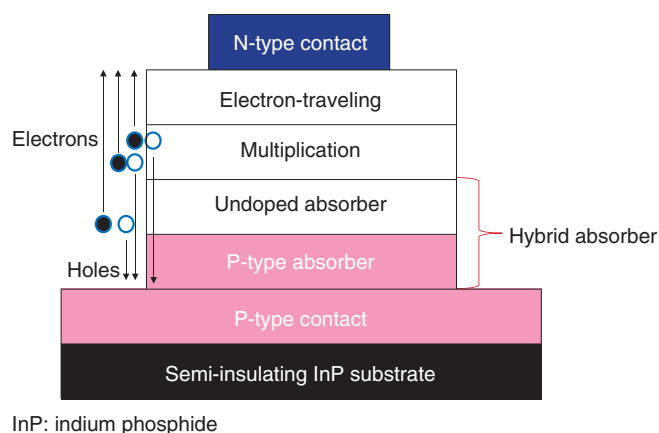 N-type contact
Electron-traveling
Electrons
Multiplication
Undoped absorber
Hybrid absorber
P-type absorber
Holes
P-type contact
Semi-insulating InP substrate
InP: indium phosphide